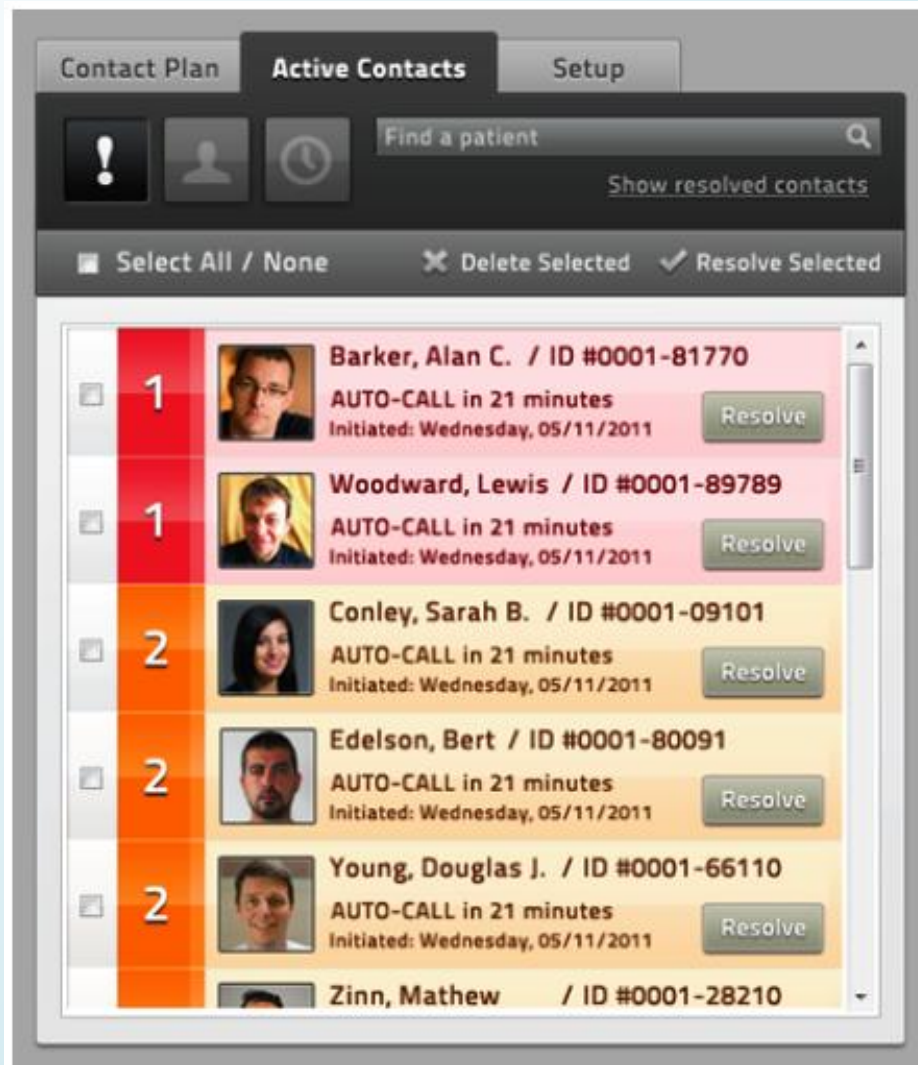 Contact Plan Active Contacts Setup
! Find a patient
Show resolved contacts
Select All / None Delete Selected Resolve Selected
1
Barker, Alan C. / ID #0001-81770
AUTO-CALL in 21 minutes
Initiated: Wednesday, 05/11/2011
Resolve
1
Woodward, Lewis / ID #0001-89789
AUTO-CALL in 21 minutes
Initiated: Wednesday, 05/11/2011
Resolve
2
Conley, Sarah B. / ID #0001-09101
AUTO-CALL in 21 minutes
Initiated: Wednesday, 05/11/2011
Resolve
2
Edelson, Bert / ID #0001-80091
AUTO-CALL in 21 minutes
Initiated: Wednesday, 05/11/2011
Resolve
2
Young, Douglas J. / ID #0001-66110
AUTO-CALL in 21 minutes
Initiated: Wednesday, 05/11/2011
Resolve
Zinn, Mathew / ID #0001-28210